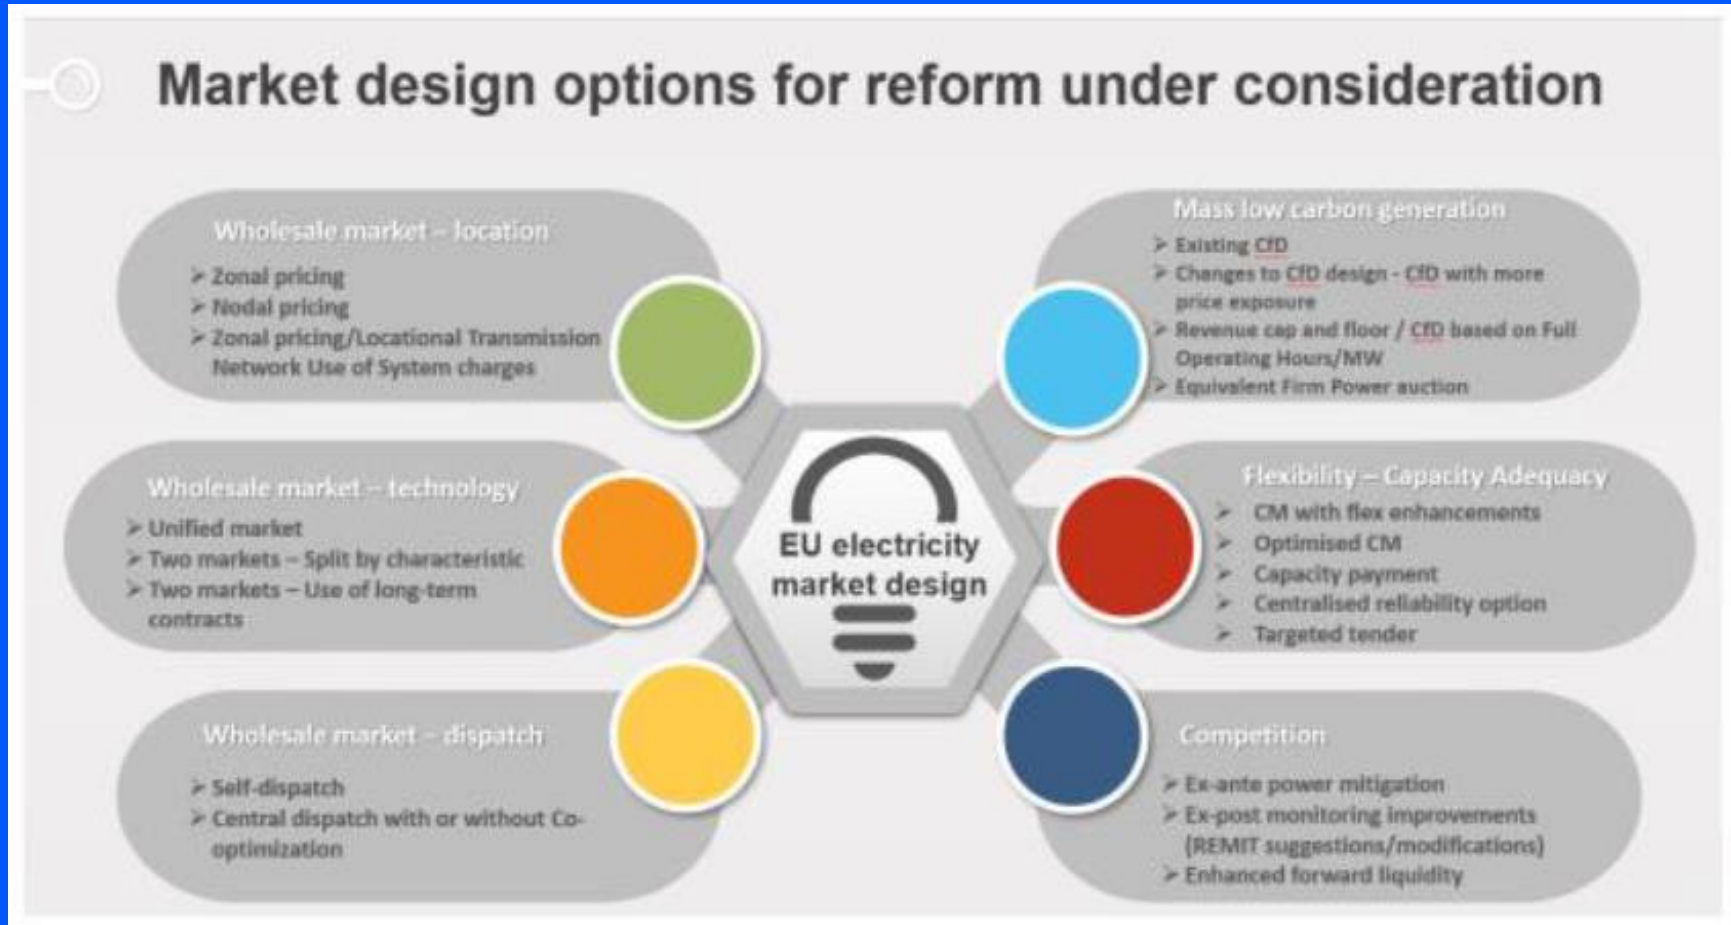 Market design options for reform under consideration
Wholesale market – location
➢ Zonal pricing
➢ Nodal pricing
➢ Zonal pricing/Locational Transmission
Network Use of System charges
Wholesale market – technology
➢ Unified market
➢ Two markets – Split by characteristic
➢ Two markets – Use of long-term
contracts
Wholesale market – dispatch
➢ Self-dispatch
➢ Central dispatch with or without Co-
optimization
EU electricity
market design
Mass low carbon generation
➢ Existing CfD
➢ Changes to CfD design - CfD with more
price exposure
➢ Revenue cap and floor / CfD based on Full
Operating Hours/MW
➢ Equivalent Firm Power auction
Flexibility – Capacity Adequacy
➢ CM with flex enhancements
➢ Optimised CM
➢ Capacity payment
➢ Centralised reliability option
➢ Targeted tender
Competition
➢ Ex-ante power mitigation
➢ Ex-post monitoring improvements
(REMIT suggestions/modifications)
➢ Enhanced forward liquidity